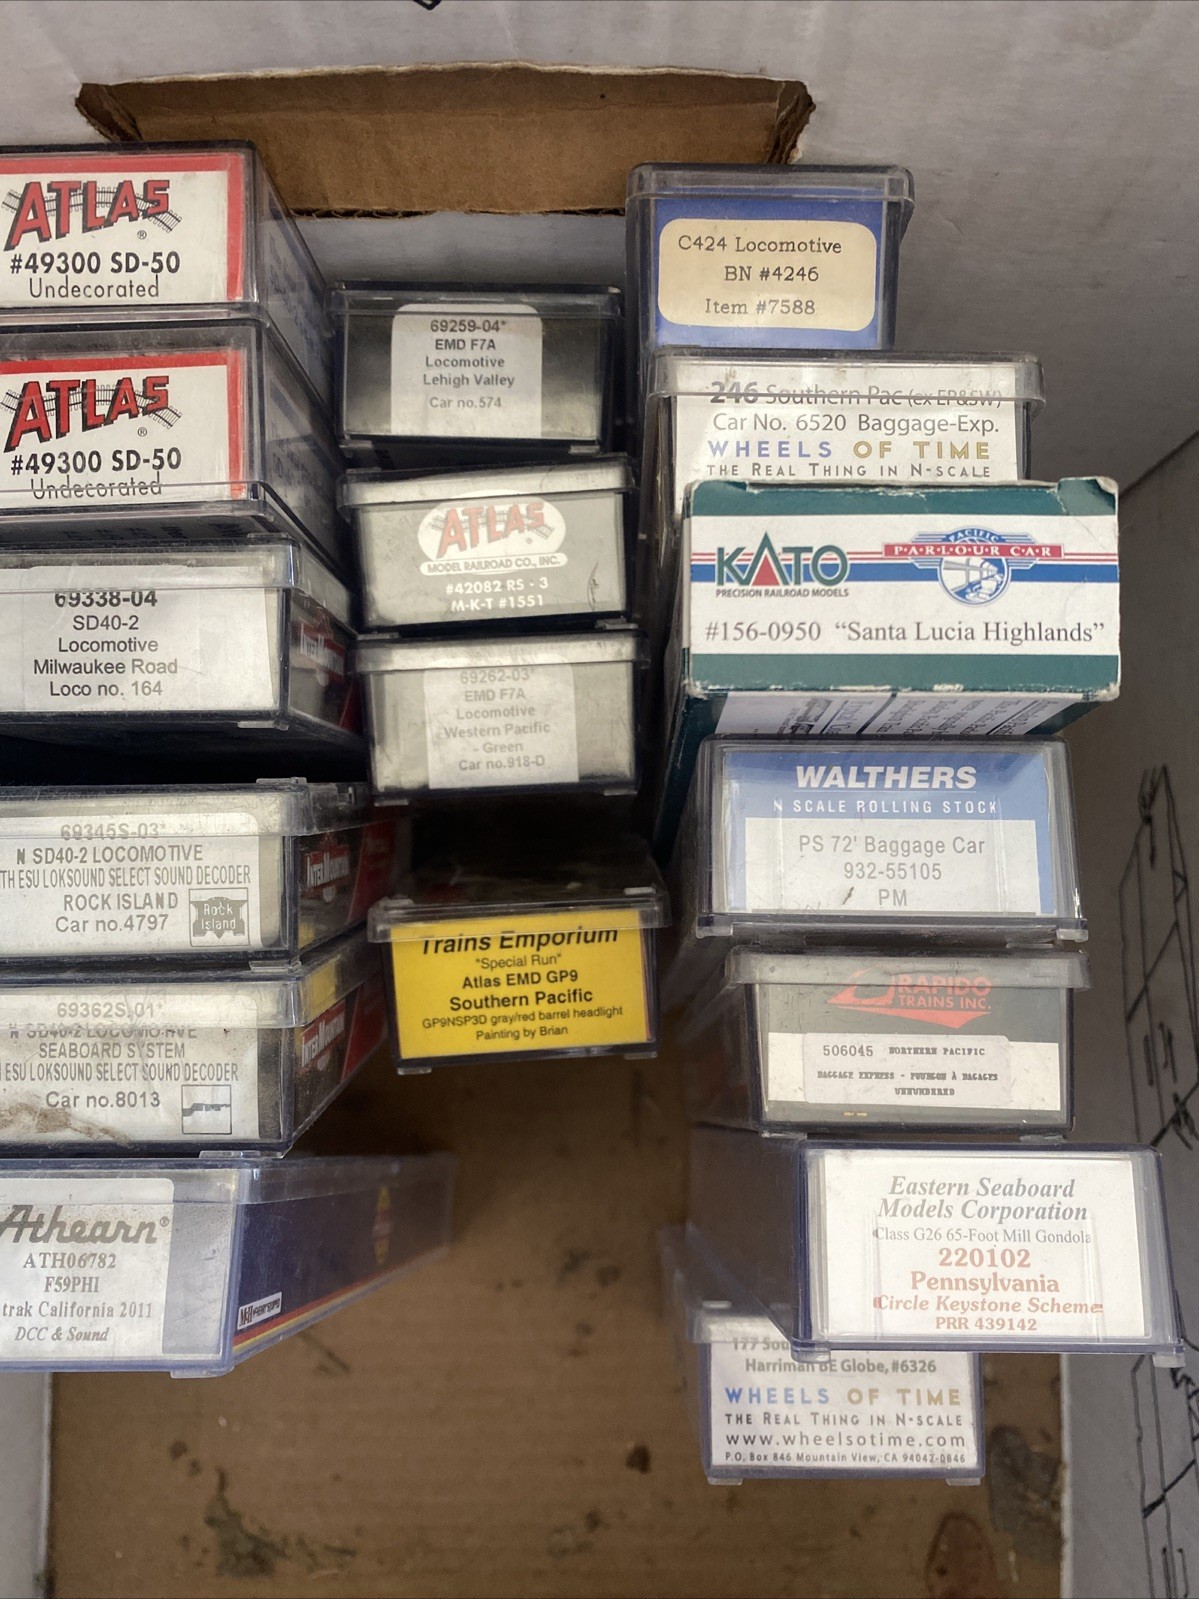 ATLAS®
#49300 SD-50
Undecorated
ATLAS®
#49300 SD-50
Undecorated
69338-04
SD40-2
Locomotive
Milwaukee Road
Loco no. 164
69345S-03*
N SD40-2 LOCOMOTIVE
TH ESU LOKSOUND SELECT SOUND DECODER
ROCK ISLAND
Car no.4797
Rock
Island
INTERMOUNTAIN
69362S,01*
N SD40-2 LOCOMOTIVE
SEABOARD SYSTEM
ESU LOKSOUND SELECT SOUND DECODER
Car no.8013
INTERMOUNTAIN
Athearn®
ATH06782
F59PHI
trak California 2011
DCC & Sound
69259-04*
EMD F7A
Locomotive
Lehigh Valley
Car no.574
ATLAS®
MODEL RAILROAD CO., INC.
#42082 RS - 3
M-K-T #1551
69262-03*
EMD F7A
Locomotive
Western Pacific
- Green
Car no.918-D
Trains Emporium
"Special Run"
Atlas EMD GP9
Southern Pacific
GP9NSP3D gray/red barrel headlight
Painting by Brian
C424 Locomotive
BN #4246
Item #7588
246 Southern Pac (ex EP&SW)
Car No. 6520 Baggage-Exp.
WHEELS OF TIME
THE REAL THING IN N-SCALE
KATO
PRECISION RAILROAD MODELS
PACIFIC
PARLOUR CAR
#156-0950 "Santa Lucia Highlands"
WALTHERS
N SCALE ROLLING STOCK
PS 72' Baggage Car
932-55105
PM
RAPIDO
TRAINS INC.
506045 NORTHERN PACIFIC
BAGGAGE EXPRESS - FOURGON À BAGAGES
UNNUMBERED
Eastern Seaboard
Models Corporation
Class G26 65-Foot Mill Gondola
220102
Pennsylvania
Circle Keystone Scheme
PRR 439142
177 Sou
Harriman BE Globe, #6326
WHEELS OF TIME
THE REAL THING IN N-SCALE
www.wheelsotime.com
P.O. Box 846 Mountain View, CA 94042-0846